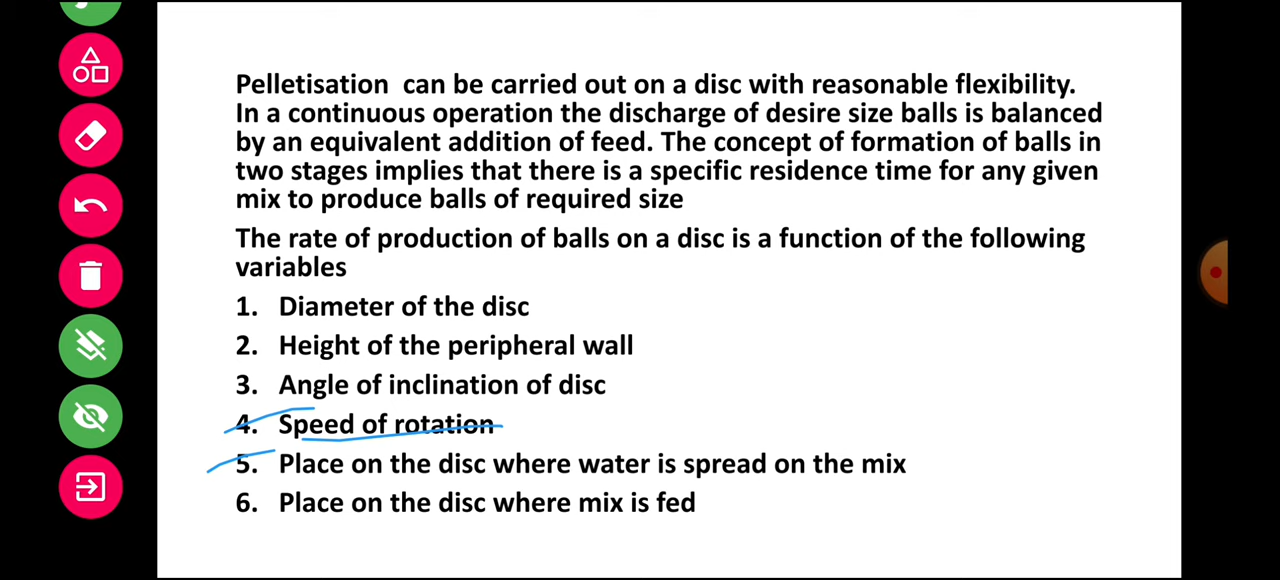 Pelletisation can be carried out on a disc with reasonable flexibility.
In a continuous operation the discharge of desire size balls is balanced
by an equivalent addition of feed. The concept of formation of balls in
two stages implies that there is a specific residence time for any given
mix to produce balls of required size
The rate of production of balls on a disc is a function of the following
variables
1. Diameter of the disc
2. Height of the peripheral wall
3. Angle of inclination of disc
4. Speed of rotation
5. Place on the disc where water is spread on the mix
6. Place on the disc where mix is fed